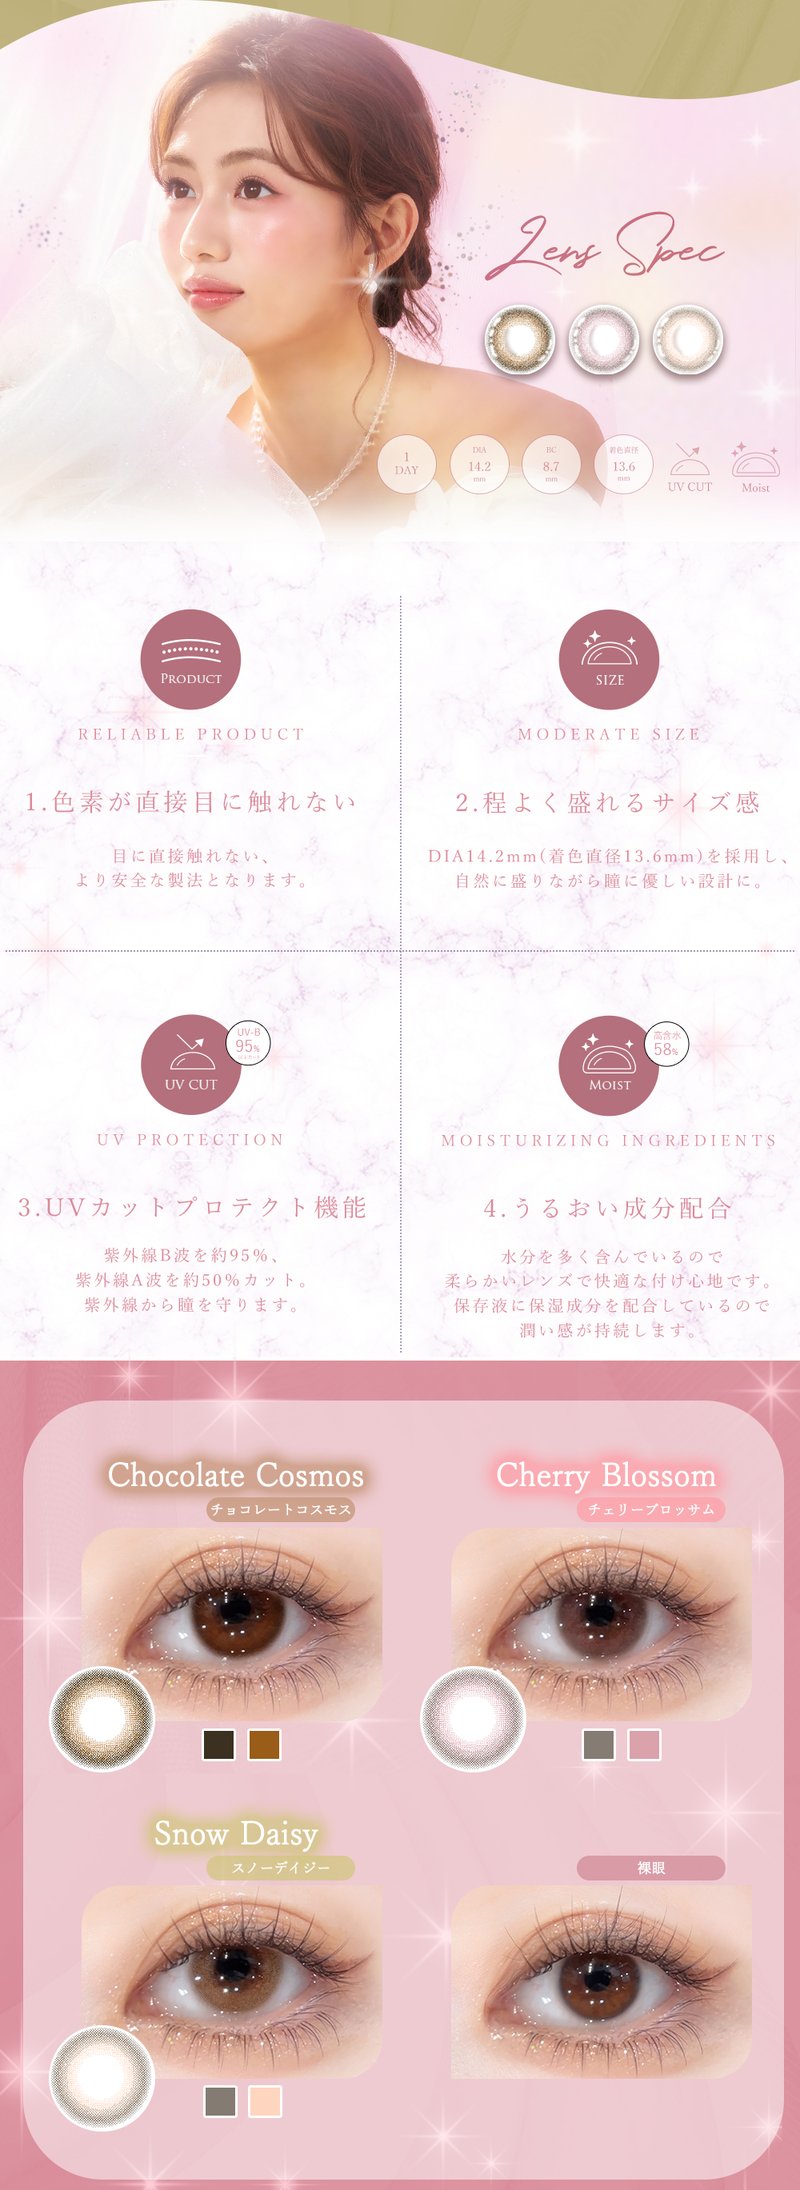 Lens Spec
1
DAY
DIA
14.2
mm
BC
8.7
mm
着色直径
13.6
mm
UV CUT
Moist
PRODUCT
RELIABLE PRODUCT
1.色素が直接目に触れない
目に直接触れない、
より安全な製法となります。
SIZE
MODERATE SIZE
2.程よく盛れるサイズ感
DIA14.2mm(着色直径13.6mm)を採用し、
自然に盛りながら瞳に優しい設計に。
UV-B
95%
UV CUT
UV PROTECTION
3.UVカットプロテクト機能
紫外線B波を約95%、
紫外線A波を約50%カット。
紫外線から瞳を守ります。
高含水
58%
MOIST
MOISTURIZING INGREDIENTS
4.うるおい成分配合
水分を多く含んでいるので
柔らかいレンズで快適な付け心地です。
保存液に保湿成分を配合しているので
潤い感が持続します。
Chocolate Cosmos
チョコレートコスモス
Cherry Blossom
チェリーブロッサム
Snow Daisy
スノーデイジー
裸眼